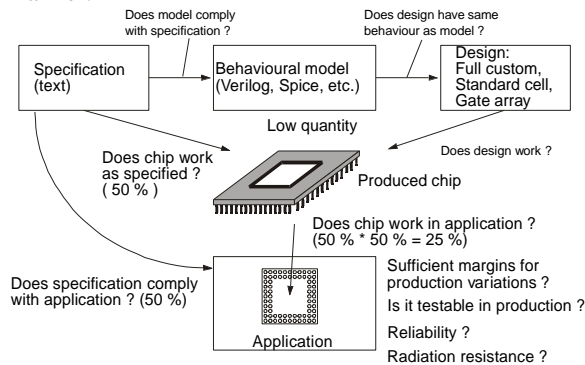 Does model comply
with specification ?
Does design have same
behaviour as model ?
Specification
(text)
Behavioural model
(Verilog, Spice, etc.)
Design:
Full custom,
Standard cell,
Gate array
Low quantity
Does chip work
as specified ?
( 50 % )
Does design work ?
Produced chip
Does chip work in application ?
(50 % * 50 % = 25 %)
Does specification comply
with application ? (50 %)
Application
Sufficient margins for
production variations ?
Is it testable in production ?
Reliability ?
Radiation resistance ?